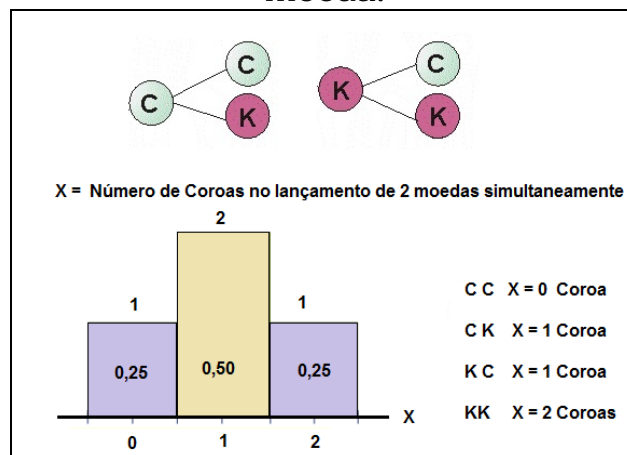 moeda.
C
C
K
K
C
K
X = Número de Coroas no lançamento de 2 moedas simultaneamente
2
1
1
0,25
0,50
0,25
X
0
1
2
C C X = 0 Coroa
C K X = 1 Coroa
K C X = 1 Coroa
KK X = 2 Coroas